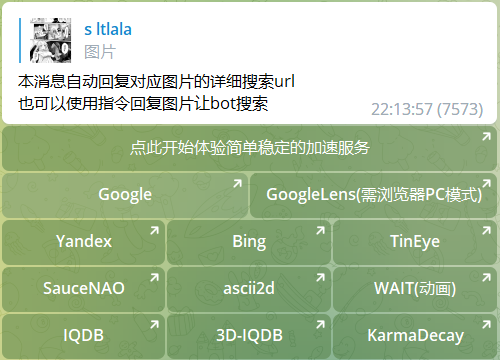 s ltlala
图片
本消息自动回复对应图片的详细搜索url
也可以使用指令回复图片让bot搜索
22:13:57 (7573)
点此开始体验简单稳定的加速服务
Google
GoogleLens(需浏览器PC模式)
Yandex
Bing
TinEye
SauceNAO
ascii2d
WAIT(动画)
IQDB
3D-IQDB
KarmaDecay